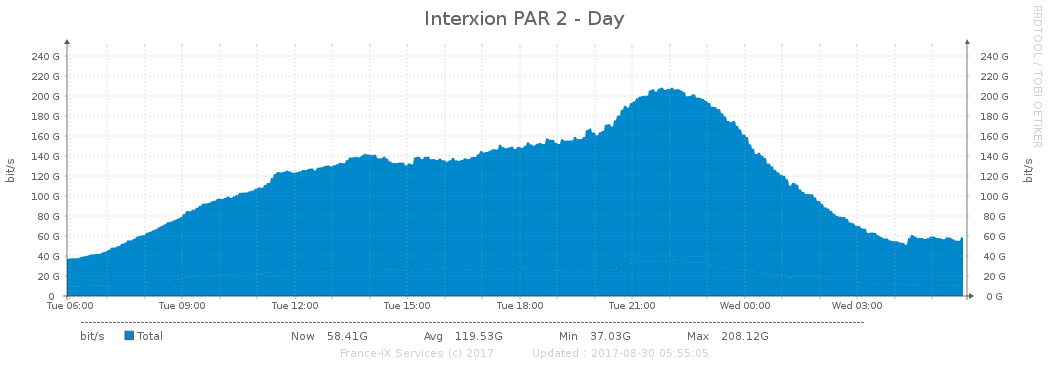 Interxion PAR 2 - Day
RRDTOOL / TOBI OETIKER
bit/s
240 G 240 G
220 G 220 G
200 G 200 G
180 G 180 G
160 G 160 G
140 G 140 G
120 G 120 G
100 G 100 G
80 G 80 G
60 G 60 G
40 G 40 G
20 G 20 G
0 0 G
bit/s
Tue 06:00 Tue 09:00 Tue 12:00 Tue 15:00 Tue 18:00 Tue 21:00 Wed 00:00 Wed 03:00
bit/s Total Now 58.41G Avg 119.53G Min 37.03G Max 208.12G
France-IX Services (c) 2017 Updated : 2017-08-30 05:55:05